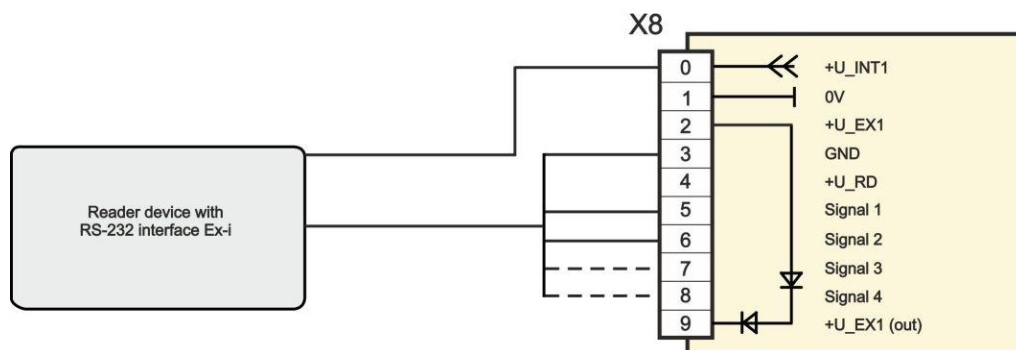 X8
0 +U_INT1
1 0V
2 +U_EX1
3 GND
4 +U_RD
5 Signal 1
6 Signal 2
7 Signal 3
8 Signal 4
9 +U_EX1 (out)
Reader device with
RS-232 interface Ex-i